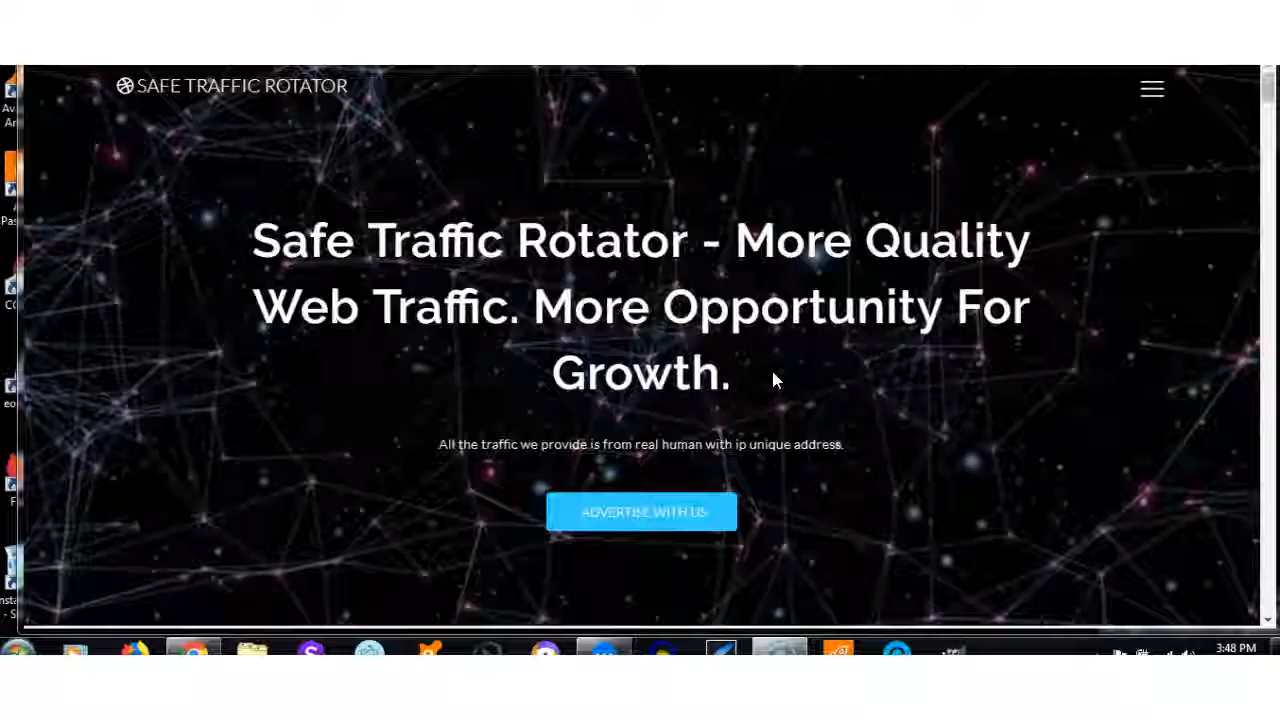 SAFE TRAFFIC ROTATOR
Safe Traffic Rotator - More Quality
Web Traffic. More Opportunity For
Growth.
All the traffic we provide is from real human with ip unique address.
ADVERTISE WITH US
3:48 PM